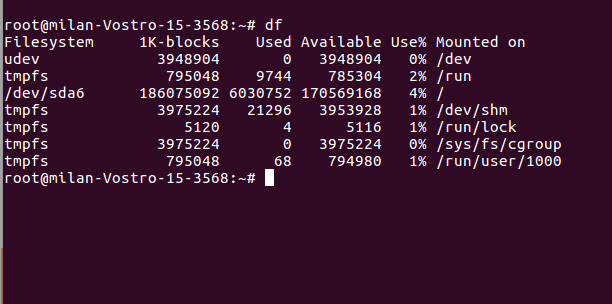 root@milan-Vostro-15-3568:~# df
Filesystem     1K-blocks    Used Available Use% Mounted on
udev             3948904       0   3948904   0% /dev
tmpfs             795048    9744    785304   2% /run
/dev/sda6      186075092 6030752 170569168   4% /
tmpfs            3975224   21296   3953928   1% /dev/shm
tmpfs               5120       4      5116   1% /run/lock
tmpfs            3975224       0   3975224   0% /sys/fs/cgroup
tmpfs             795048      68    794980   1% /run/user/1000
root@milan-Vostro-15-3568:~#